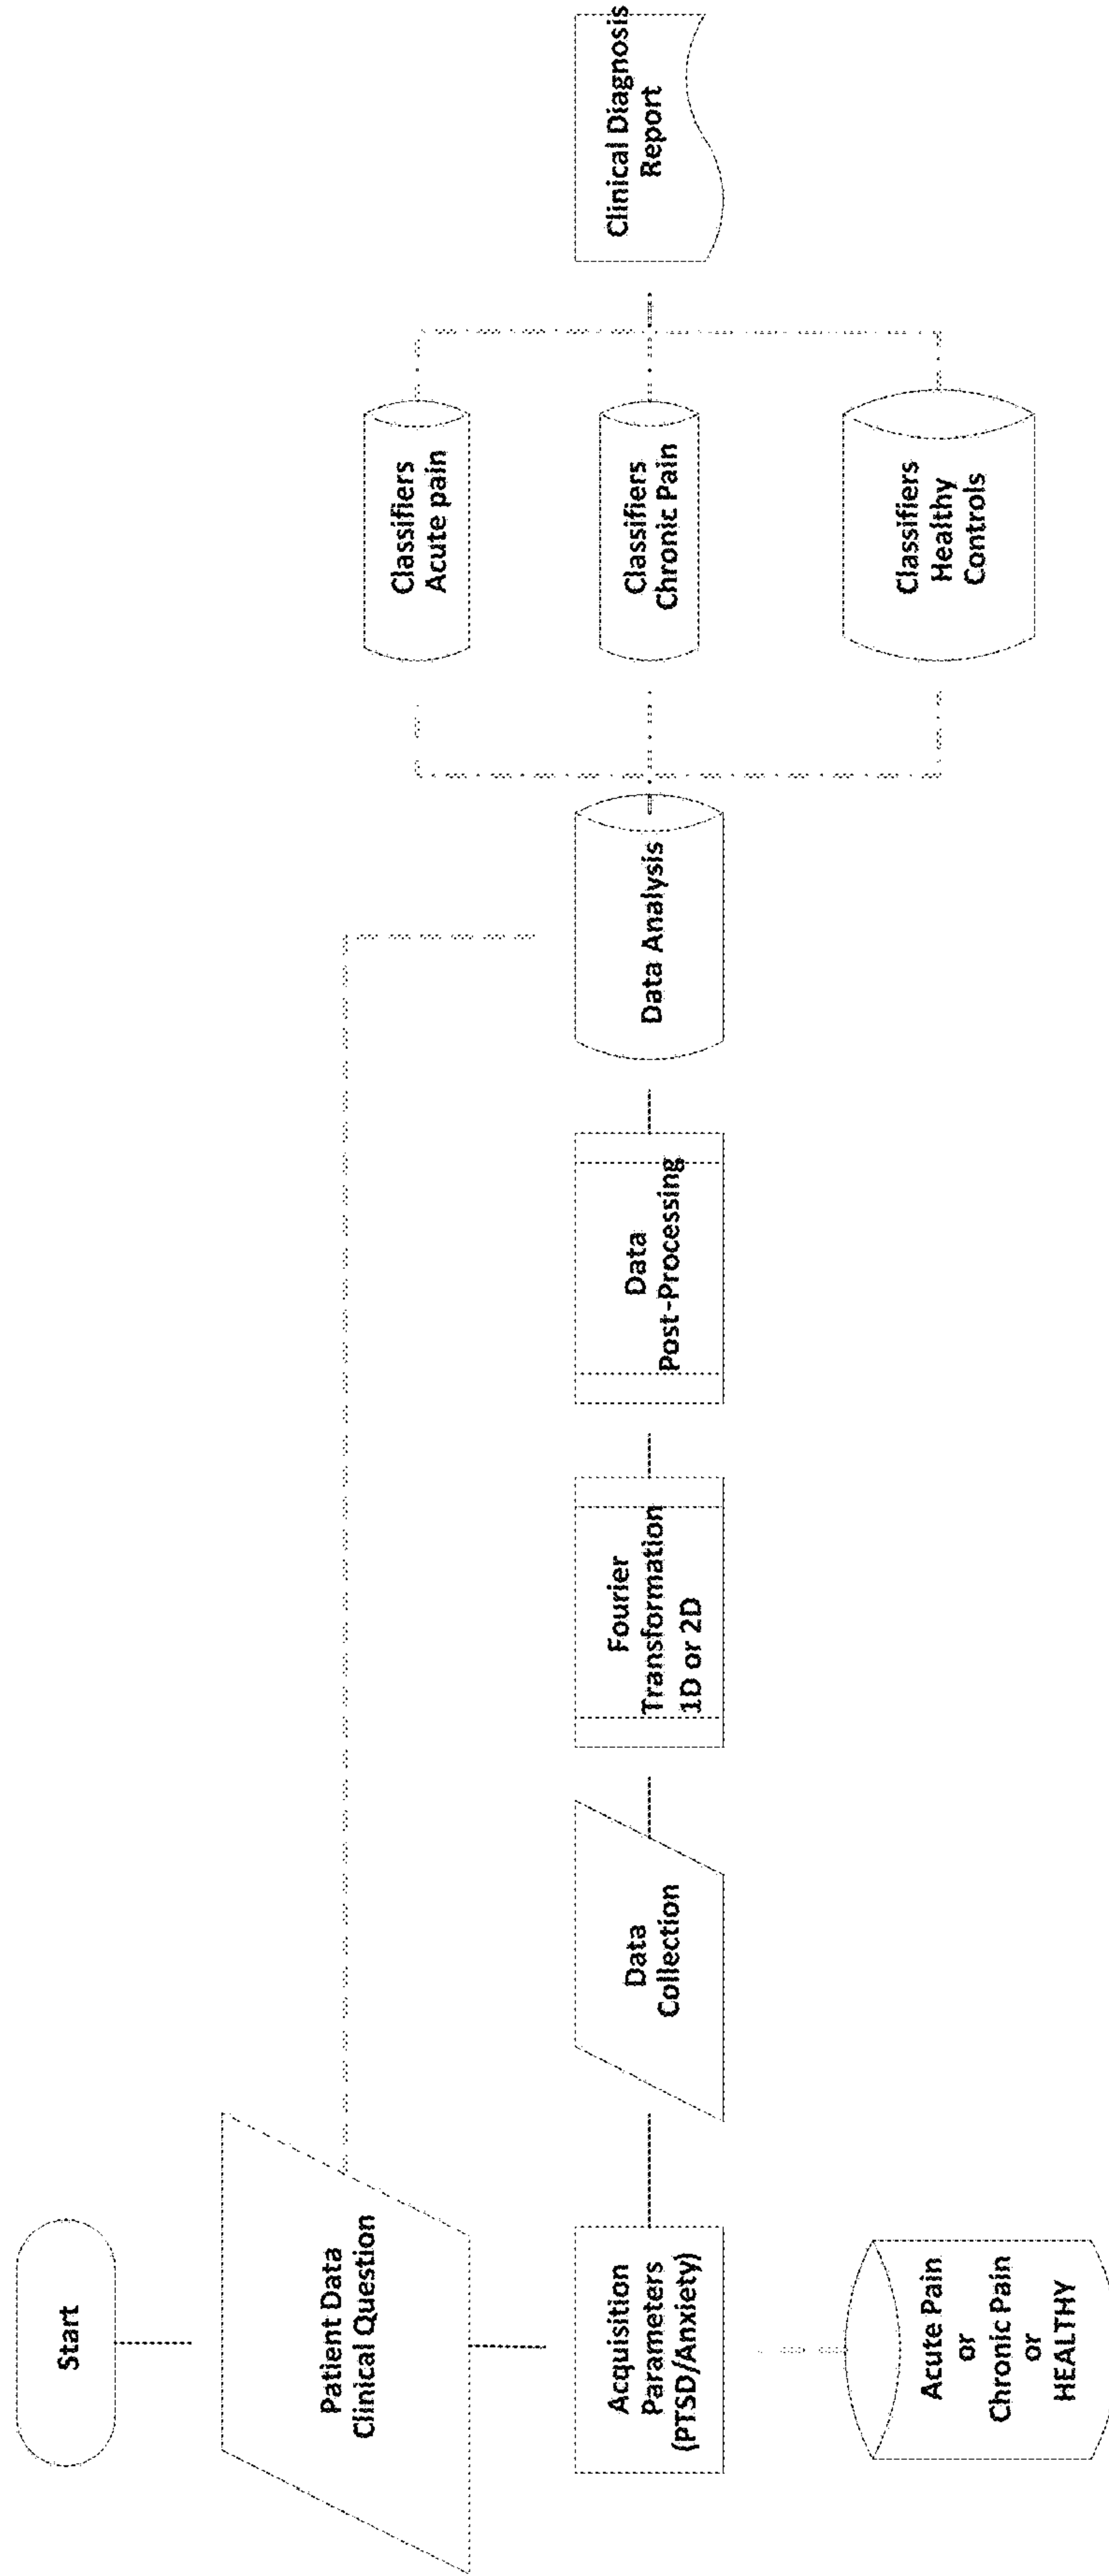 Start
Patient Data
Clinical Question
Acquisition
Parameters
(PTSD/Anxiety)
Acute Pain
or
Chronic Pain
or
HEALTHY
Data
Collection
Fourier
Transformation
1D or 2D
Data
Post-Processing
Data Analysis
Classifiers
Acute pain
Classifiers
Chronic Pain
Classifiers
Healthy
Controls
Clinical Diagnosis
Report